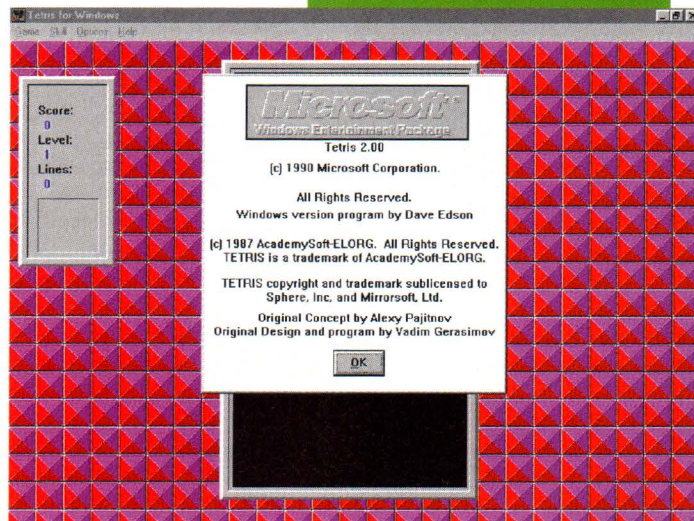 Tetris for Windows
Game Skill Options Help
Score:
0
Level:
1
Lines:
0
Microsoft™
Windows Entertainment Package
Tetris 2.00
(c) 1990 Microsoft Corporation.
All Rights Reserved.
Windows version program by Dave Edson
(c) 1987 AcademySoft-ELORG. All Rights Reserved.
TETRIS is a trademark of AcademySoft-ELORG.
TETRIS copyright and trademark sublicensed to
Sphere, Inc, and Mirrorsoft, Ltd.
Original Concept by Alexy Pajitnov
Original Design and program by Vadim Gerasimov
OK